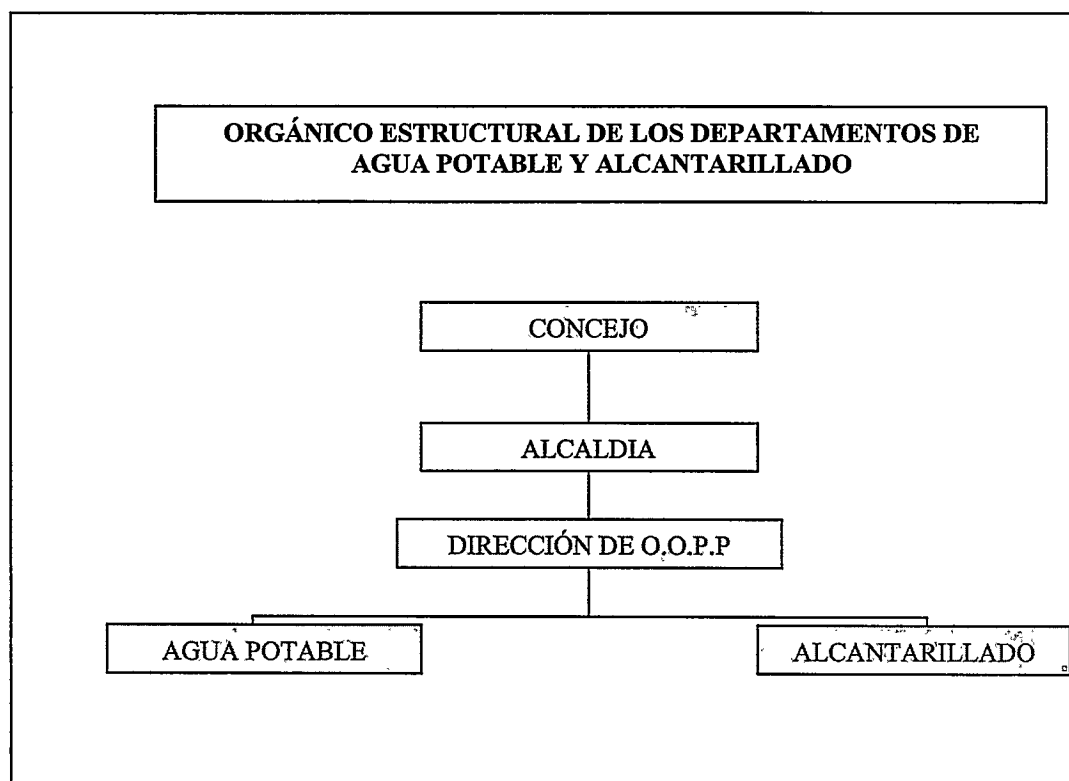 ORGÁNICO ESTRUCTURAL DE LOS DEPARTAMENTOS DE
AGUA POTABLE Y ALCANTARILLADO
CONCEJO
ALCALDIA
DIRECCIÓN DE O.O.P.P
AGUA POTABLE
ALCANTARILLADO